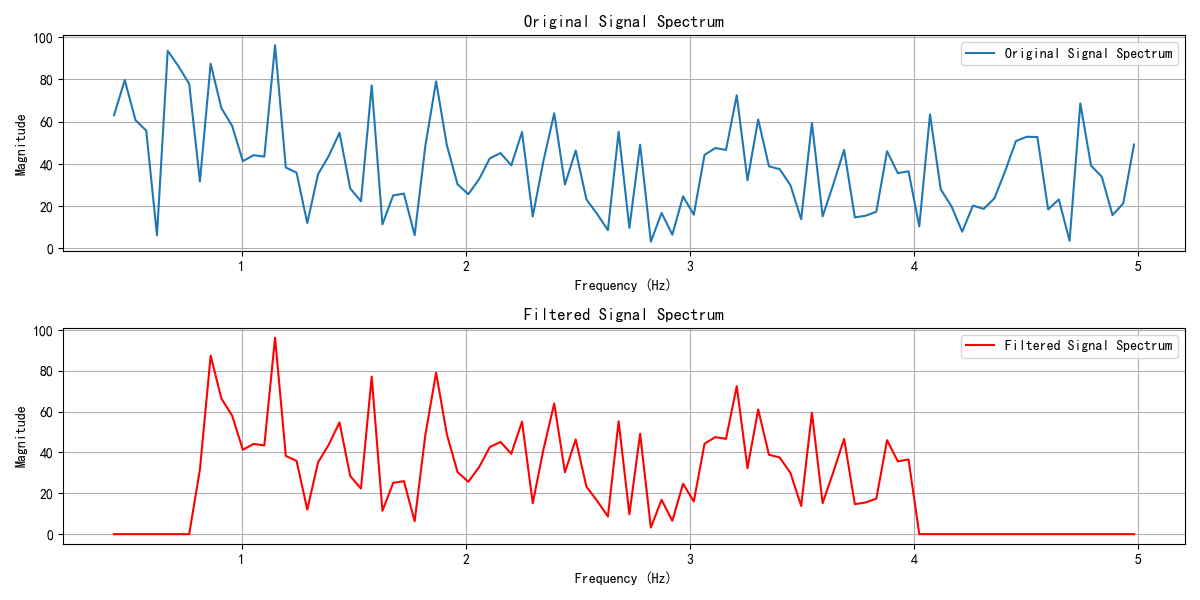 Original Signal Spectrum
100
80
60
40
20
0
Magnitude
Original Signal Spectrum
1
2
3
4
5
Frequency (Hz)
Filtered Signal Spectrum
100
80
60
40
20
0
Magnitude
Filtered Signal Spectrum
1
2
3
4
5
Frequency (Hz)